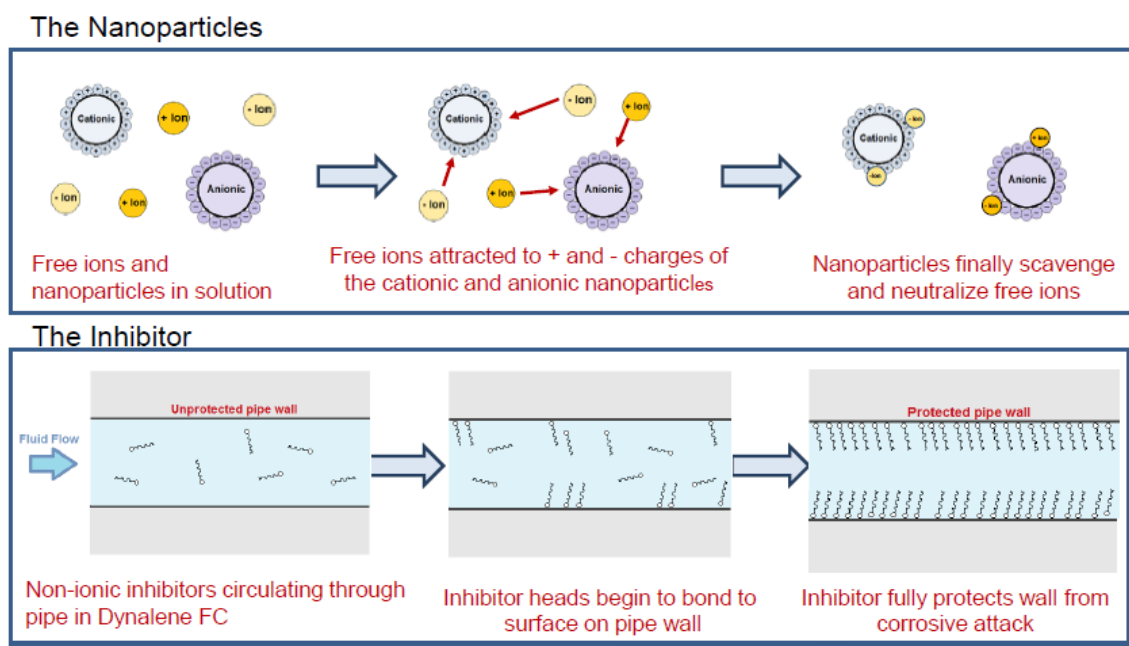 The Nanoparticles
Cationic
+ Ion
- Ion
- Ion
+ Ion
Anionic
Free ions and
nanoparticles in solution
Cationic
- Ion
+ Ion
- Ion
+ Ion
Anionic
Free ions attracted to + and - charges of
the cationic and anionic nanoparticles
Cationic
- Ion
- Ion
+ Ion
Anionic
- Ion
Nanoparticles finally scavenge
and neutralize free ions
The Inhibitor
Fluid Flow
Unprotected pipe wall
Non-ionic inhibitors circulating through
pipe in Dynalene FC
Inhibitor heads begin to bond to
surface on pipe wall
Protected pipe wall
Inhibitor fully protects wall from
corrosive attack